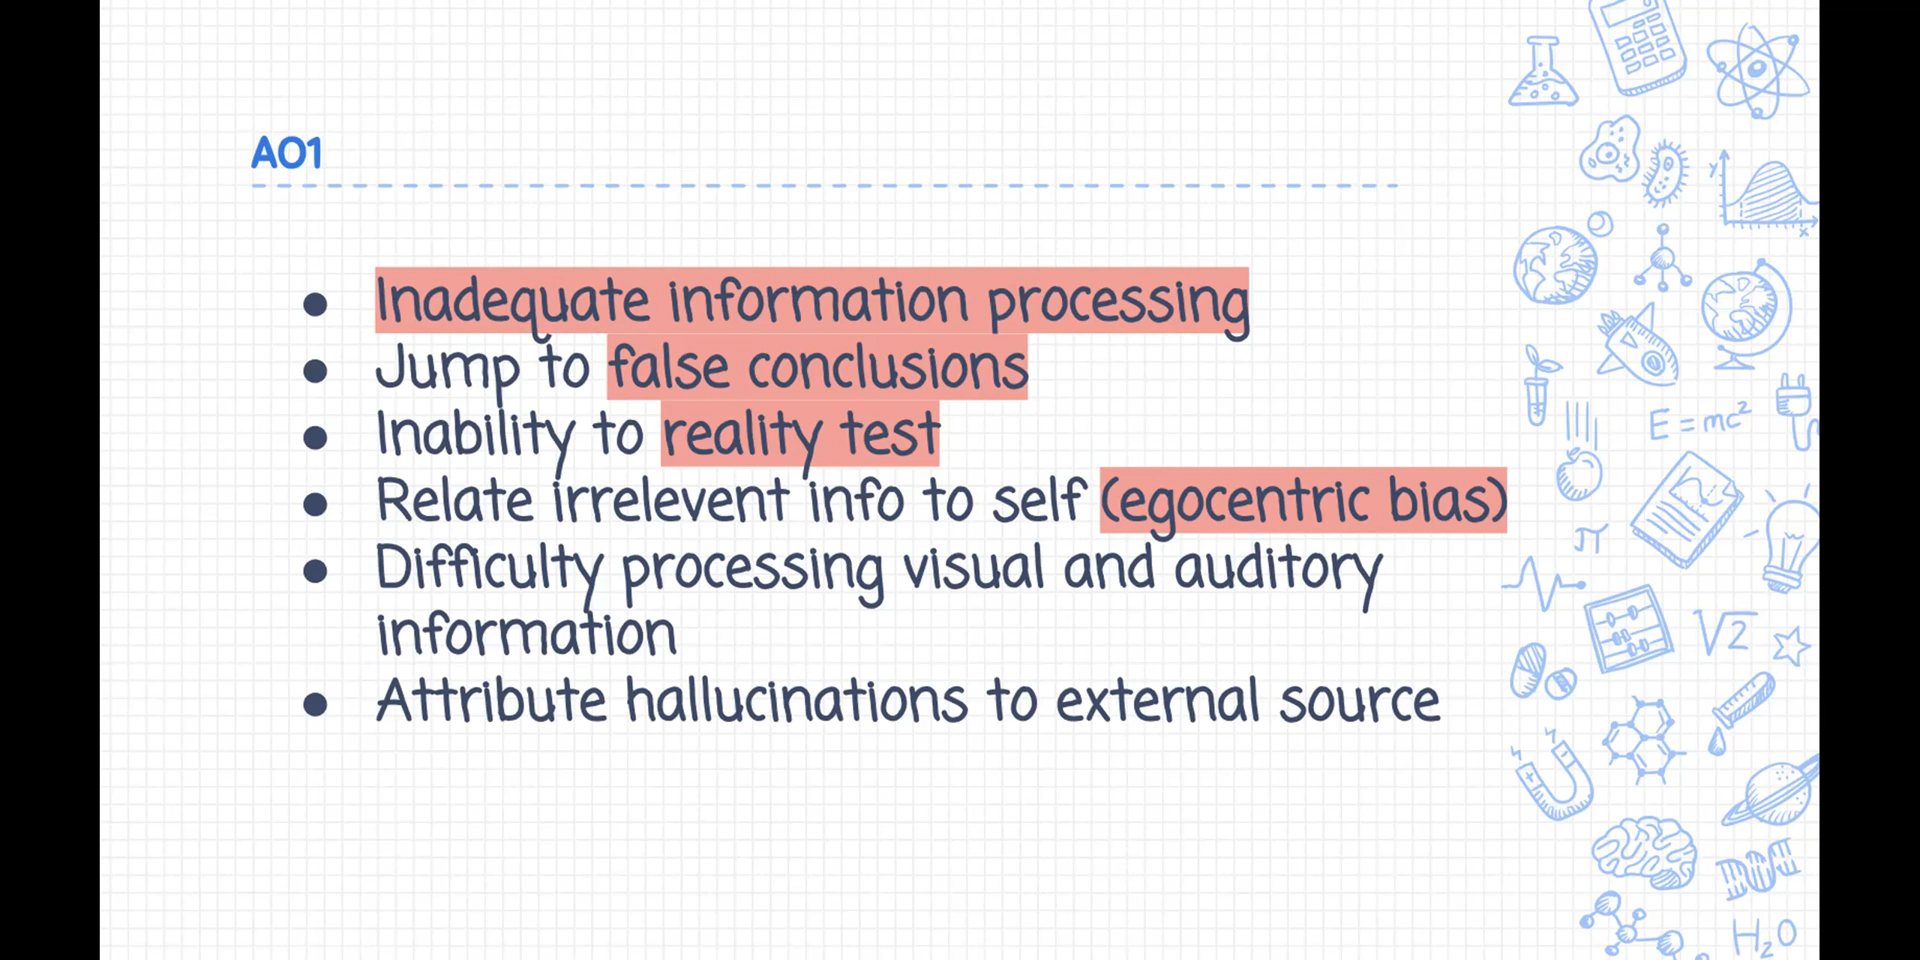 AO1
● Inadequate information processing
● Jump to false conclusions
● Inability to reality test
● Relate irrelevent info to self (egocentric bias)
● Difficulty processing visual and auditory
information
● Attribute hallucinations to external source
y
x
E = mc²
π
√2
H₂O